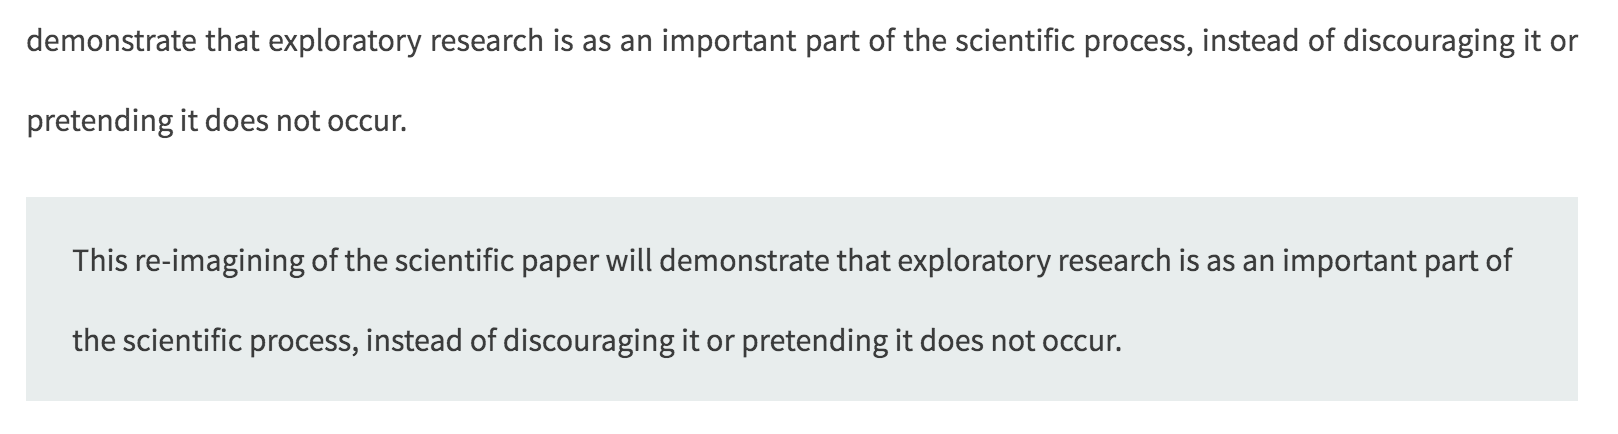 demonstrate that exploratory research is as an important part of the scientific process, instead of discouraging it or
pretending it does not occur.
This re-imagining of the scientific paper will demonstrate that exploratory research is as an important part of
the scientific process, instead of discouraging it or pretending it does not occur.